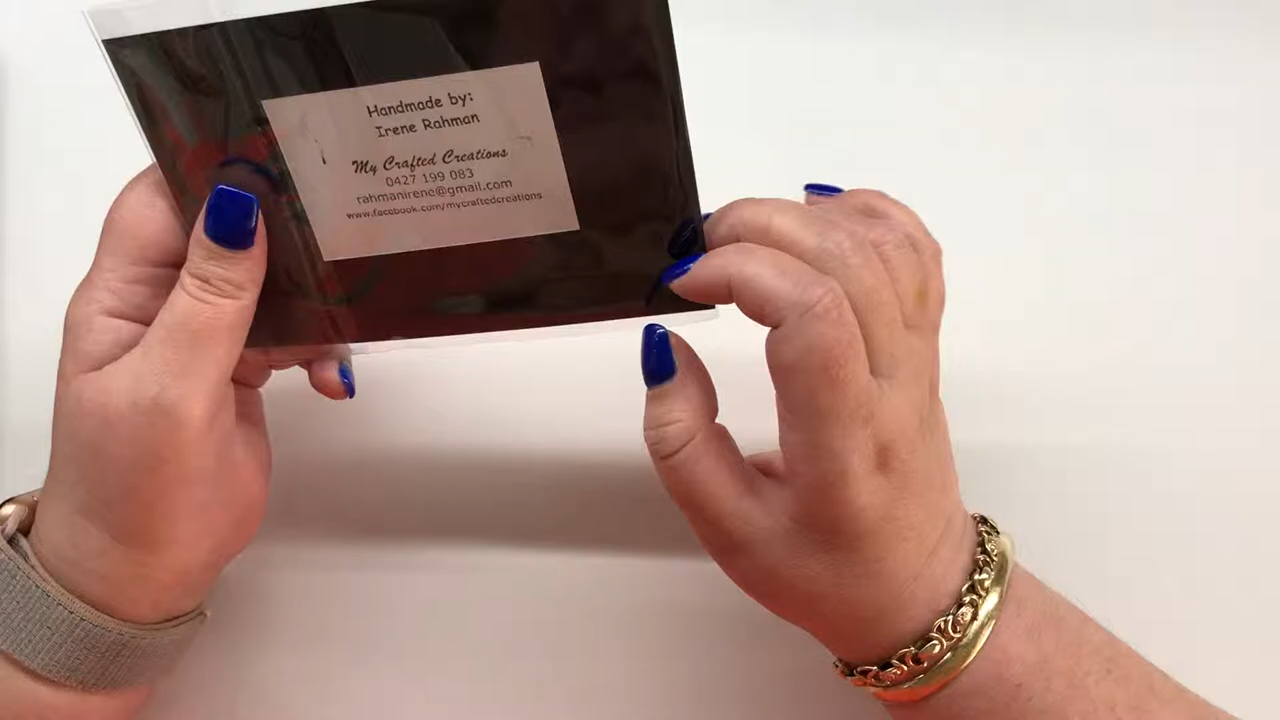 Handmade by:
Irene Rahman
My Crafted Creations
0427 199 083
rahmanirene@gmail.com
www.facebook.com/mycraftedcreations